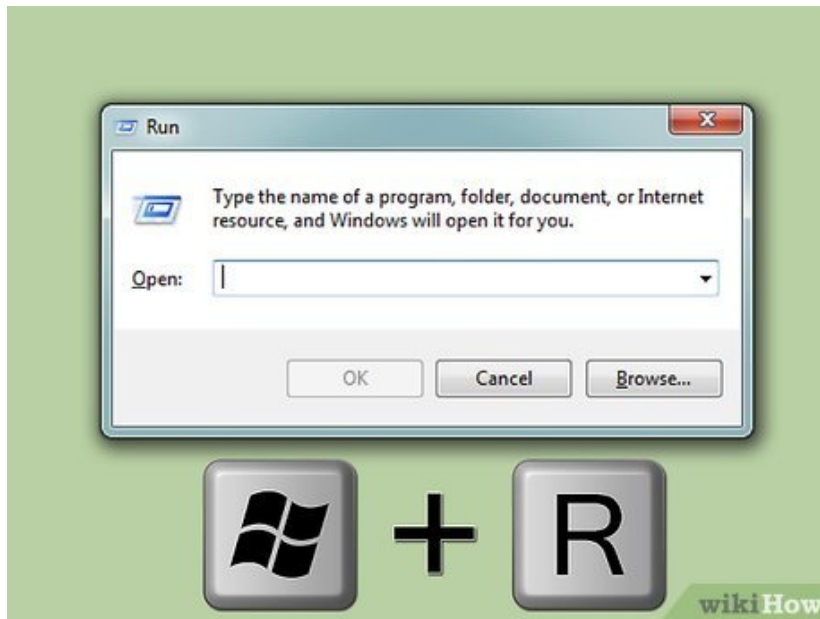 Run
Type the name of a program, folder, document, or Internet
resource, and Windows will open it for you.
Open:
OK
Cancel
Browse...
+
R
wikiHow